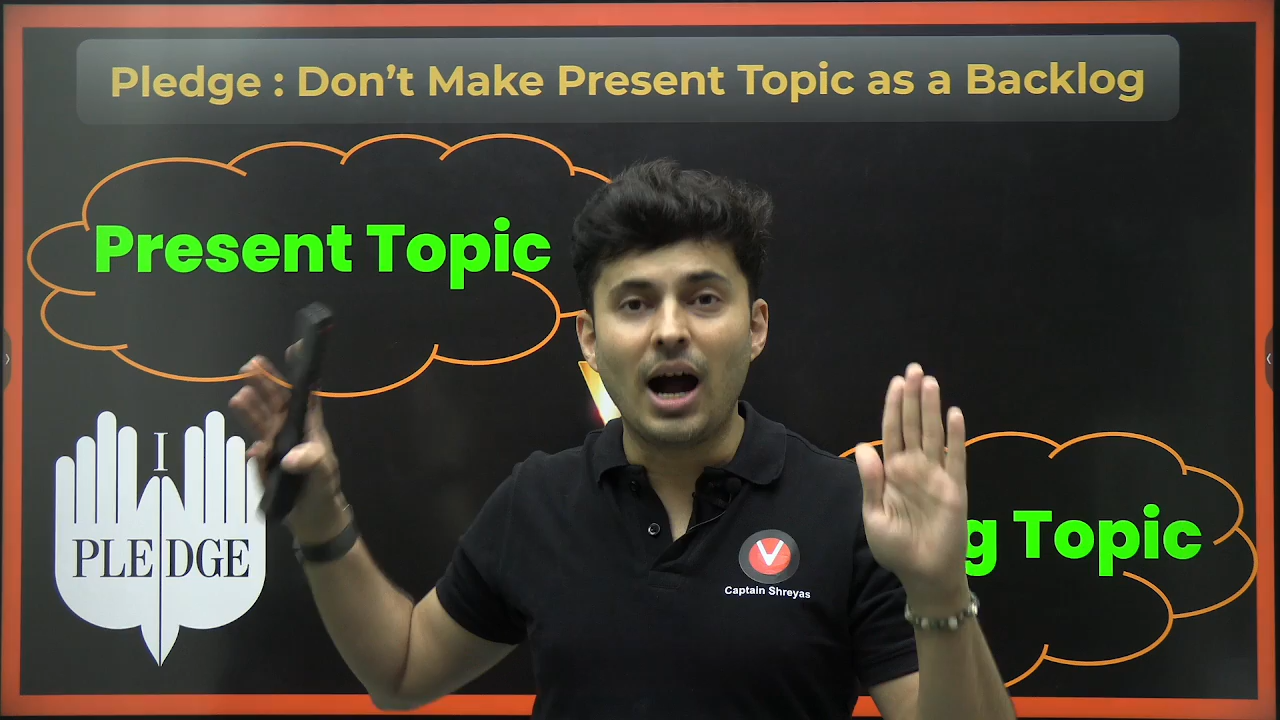 Pledge : Don’t Make Present Topic as a Backlog
Present Topic
I
PLEDGE
V
Captain Shreyas
g Topic